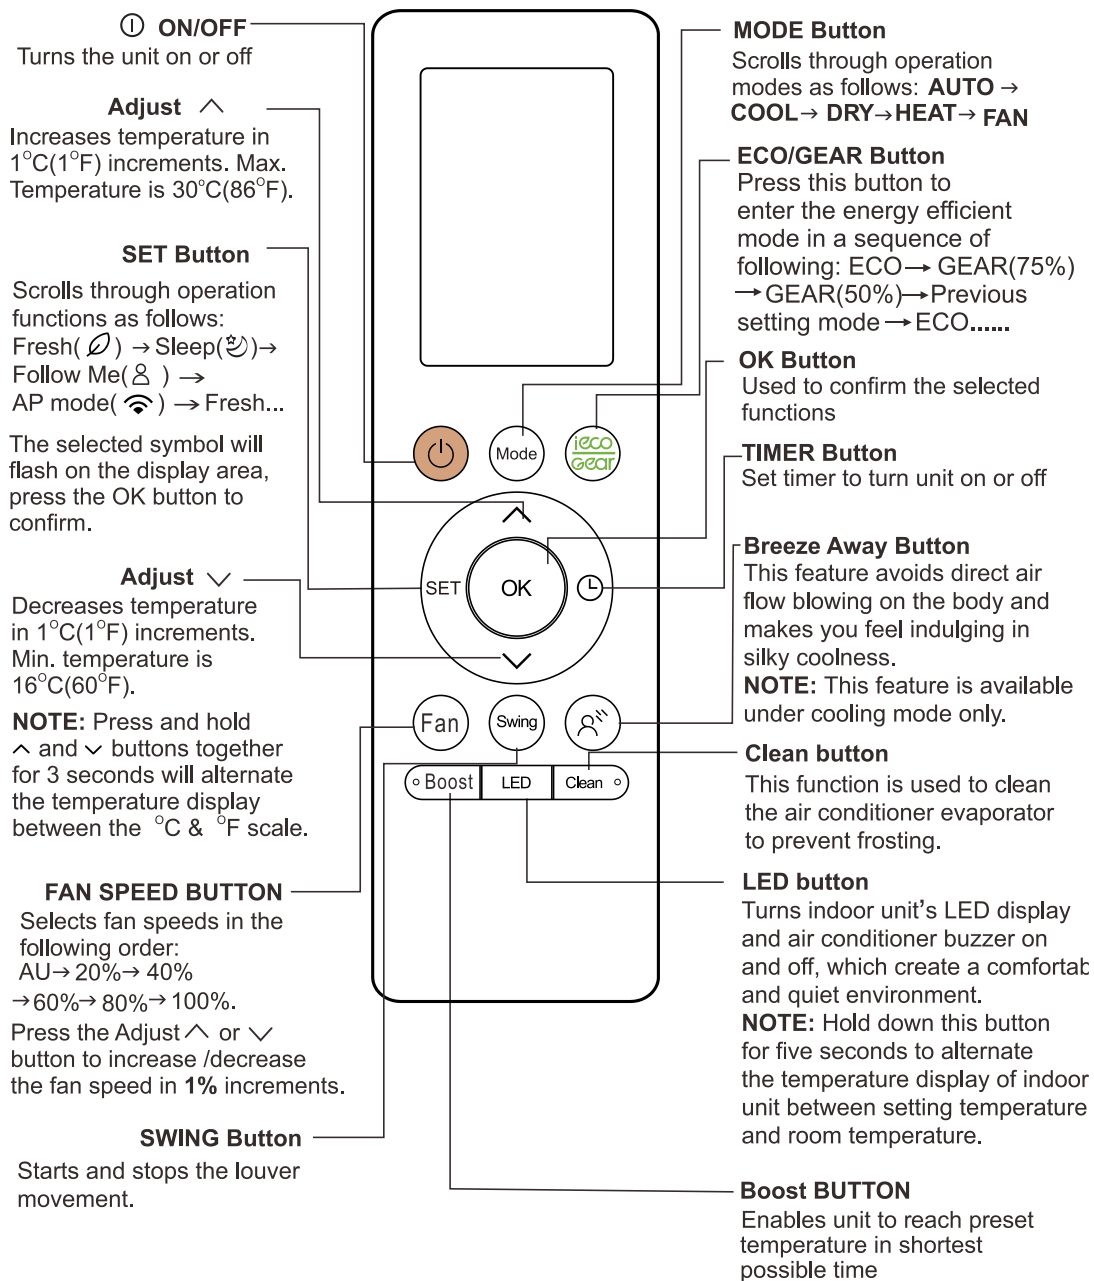 ON/OFF
Turns the unit on or off
Adjust ︿
Increases temperature in
1°C(1°F) increments. Max.
Temperature is 30°C(86°F).
SET Button
Scrolls through operation
functions as follows:
Fresh( ) → Sleep( )→
Follow Me( ) →
AP mode( ) → Fresh...
The selected symbol will
flash on the display area,
press the OK button to
confirm.
Adjust ﹀
Decreases temperature
in 1°C(1°F) increments.
Min. temperature is
16°C(60°F).
NOTE: Press and hold
︿ and ﹀ buttons together
for 3 seconds will alternate
the temperature display
between the °C & °F scale.
FAN SPEED BUTTON
Selects fan speeds in the
following order:
AU→ 20%→ 40%
→60%→ 80%→ 100%.
Press the Adjust ︿ or ﹀
button to increase /decrease
the fan speed in 1% increments.
SWING Button
Starts and stops the louver
movement.
Mode
ieco
Gear
SET
OK
Fan
Swing
Boost
LED
Clean
MODE Button
Scrolls through operation
modes as follows: AUTO →
COOL→ DRY→HEAT→ FAN
ECO/GEAR Button
Press this button to
enter the energy efficient
mode in a sequence of
following: ECO→ GEAR(75%)
→GEAR(50%)→Previous
setting mode →ECO......
OK Button
Used to confirm the selected
functions
TIMER Button
Set timer to turn unit on or off
Breeze Away Button
This feature avoids direct air
flow blowing on the body and
makes you feel indulging in
silky coolness.
NOTE: This feature is available
under cooling mode only.
Clean button
This function is used to clean
the air conditioner evaporator
to prevent frosting.
LED button
Turns indoor unit's LED display
and air conditioner buzzer on
and off, which create a comfortab
and quiet environment.
NOTE: Hold down this button
for five seconds to alternate
the temperature display of indoor
unit between setting temperature
and room temperature.
Boost BUTTON
Enables unit to reach preset
temperature in shortest
possible time